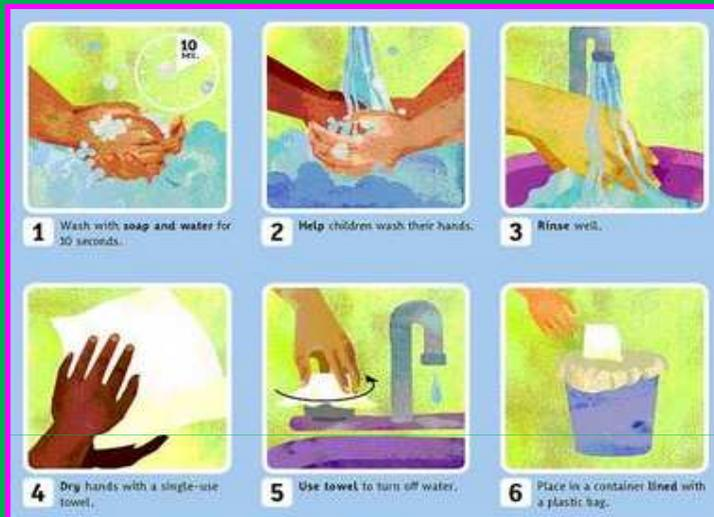 10
SEC.
1
Wash with soap and water for
10 seconds.
2
Help children wash their hands.
3
Rinse well.
4
Dry hands with a single-use
towel.
5
Use towel to turn off water.
6
Place in a container lined with
a plastic bag.